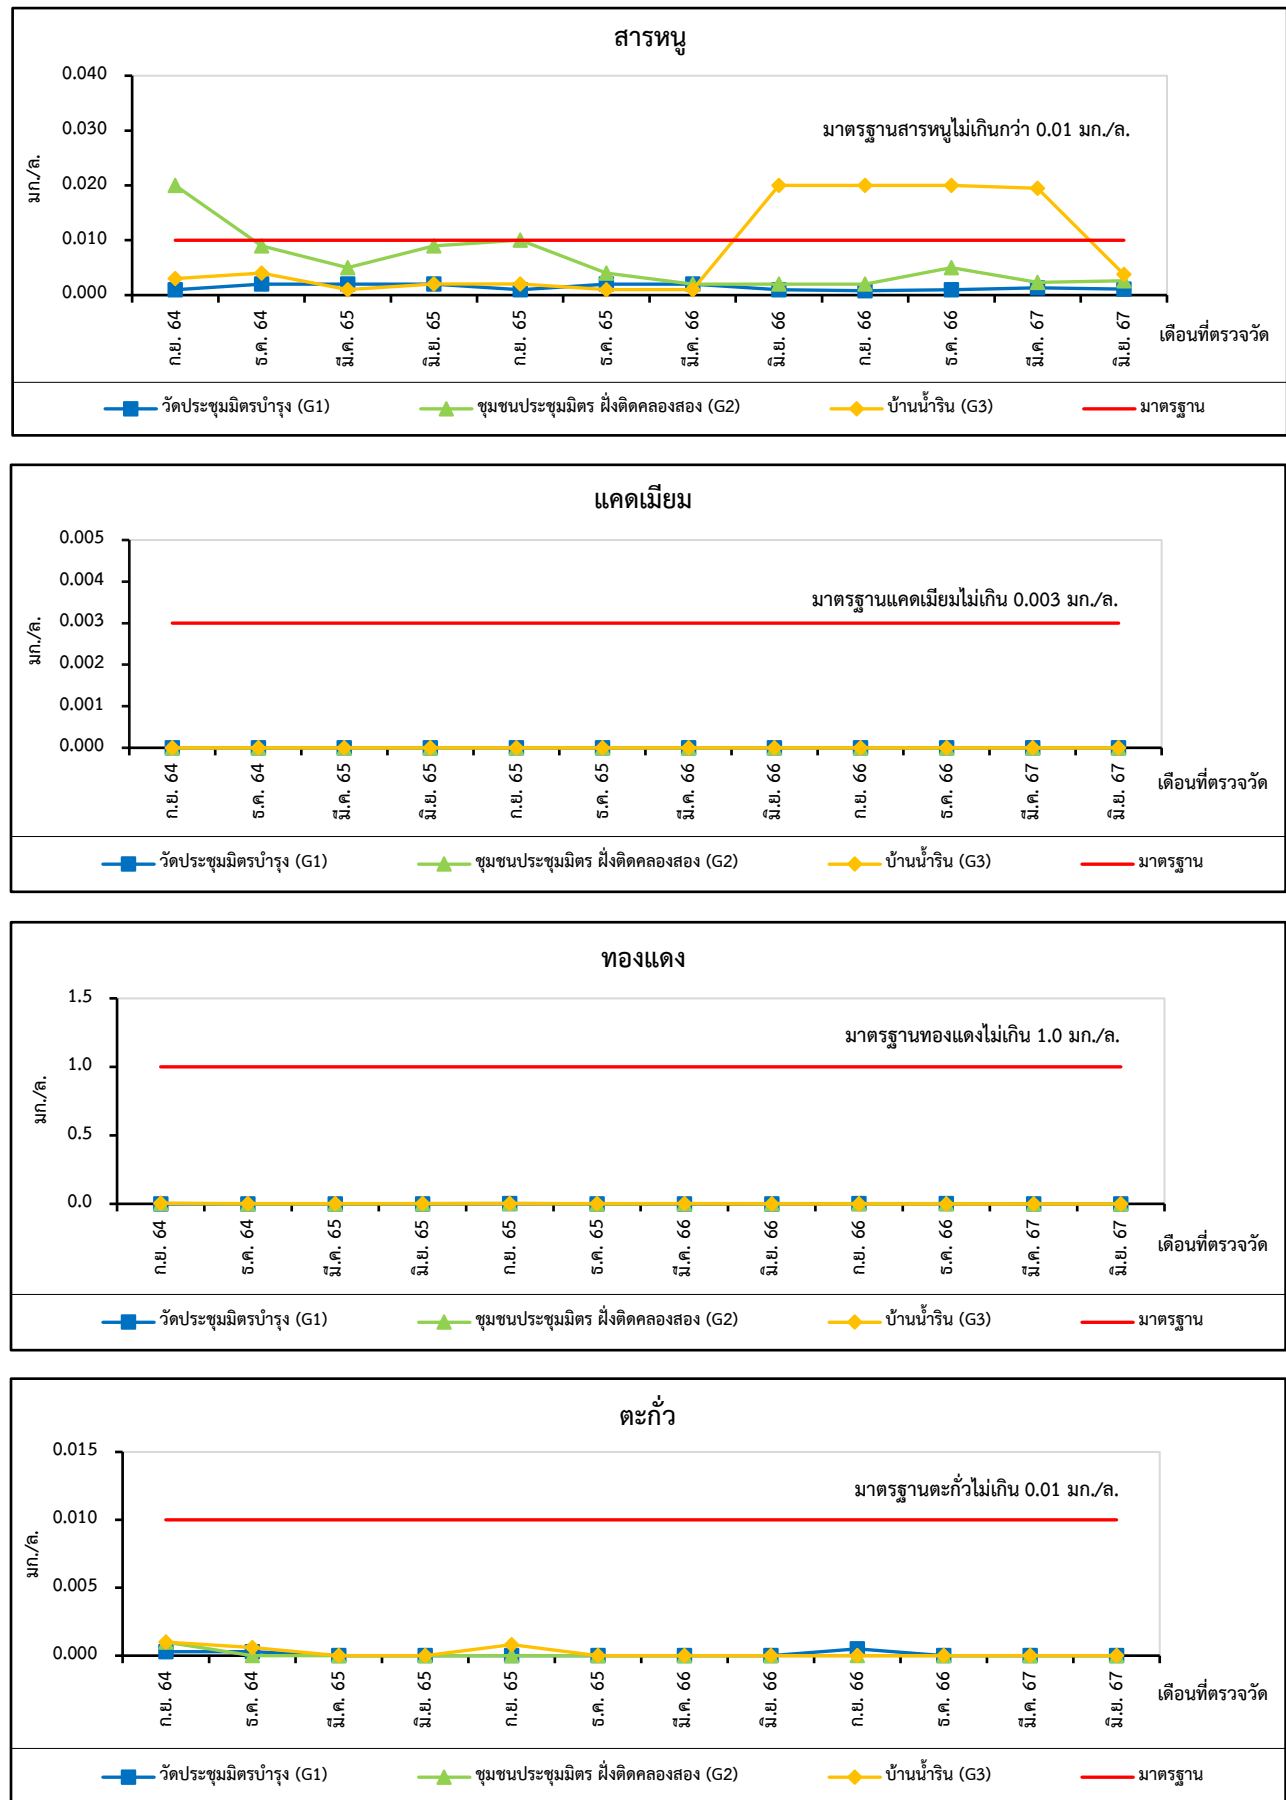 สารหนู
0.040
มาตรฐานสารหนูไม่เกินกว่า 0.01 มก./ล.
0.030
มก./ล.
0.020
0.010
0.000
ก.ย. 64 ธ.ค. 64 มี.ค. 65 มิ.ย. 65 ก.ย. 65 ธ.ค. 65 มี.ค. 66 มิ.ย. 66 ก.ย. 66 ธ.ค. 66 มี.ค. 67 มิ.ย. 67
เดือนที่ตรวจวัด
วัดประชุมมิตรบำรุง (G1) ชุมชนประชุมมิตร ฝั่งติดคลองสอง (G2) บ้านน้ำริน (G3) มาตรฐาน
แคดเมียม
0.005
0.004
มาตรฐานแคดเมียมไม่เกิน 0.003 มก./ล.
0.003
มก./ล.
0.002
0.001
0.000
ก.ย. 64 ธ.ค. 64 มี.ค. 65 มิ.ย. 65 ก.ย. 65 ธ.ค. 65 มี.ค. 66 มิ.ย. 66 ก.ย. 66 ธ.ค. 66 มี.ค. 67 มิ.ย. 67
เดือนที่ตรวจวัด
วัดประชุมมิตรบำรุง (G1) ชุมชนประชุมมิตร ฝั่งติดคลองสอง (G2) บ้านน้ำริน (G3) มาตรฐาน
ทองแดง
1.5
มาตรฐานทองแดงไม่เกิน 1.0 มก./ล.
1.0
มก./ล.
0.5
0.0
ก.ย. 64 ธ.ค. 64 มี.ค. 65 มิ.ย. 65 ก.ย. 65 ธ.ค. 65 มี.ค. 66 มิ.ย. 66 ก.ย. 66 ธ.ค. 66 มี.ค. 67 มิ.ย. 67
เดือนที่ตรวจวัด
วัดประชุมมิตรบำรุง (G1) ชุมชนประชุมมิตร ฝั่งติดคลองสอง (G2) บ้านน้ำริน (G3) มาตรฐาน
ตะกั่ว
0.015
มาตรฐานตะกั่วไม่เกิน 0.01 มก./ล.
0.010
มก./ล.
0.005
0.000
ก.ย. 64 ธ.ค. 64 มี.ค. 65 มิ.ย. 65 ก.ย. 65 ธ.ค. 65 มี.ค. 66 มิ.ย. 66 ก.ย. 66 ธ.ค. 66 มี.ค. 67 มิ.ย. 67
เดือนที่ตรวจวัด
วัดประชุมมิตรบำรุง (G1) ชุมชนประชุมมิตร ฝั่งติดคลองสอง (G2) บ้านน้ำริน (G3) มาตรฐาน